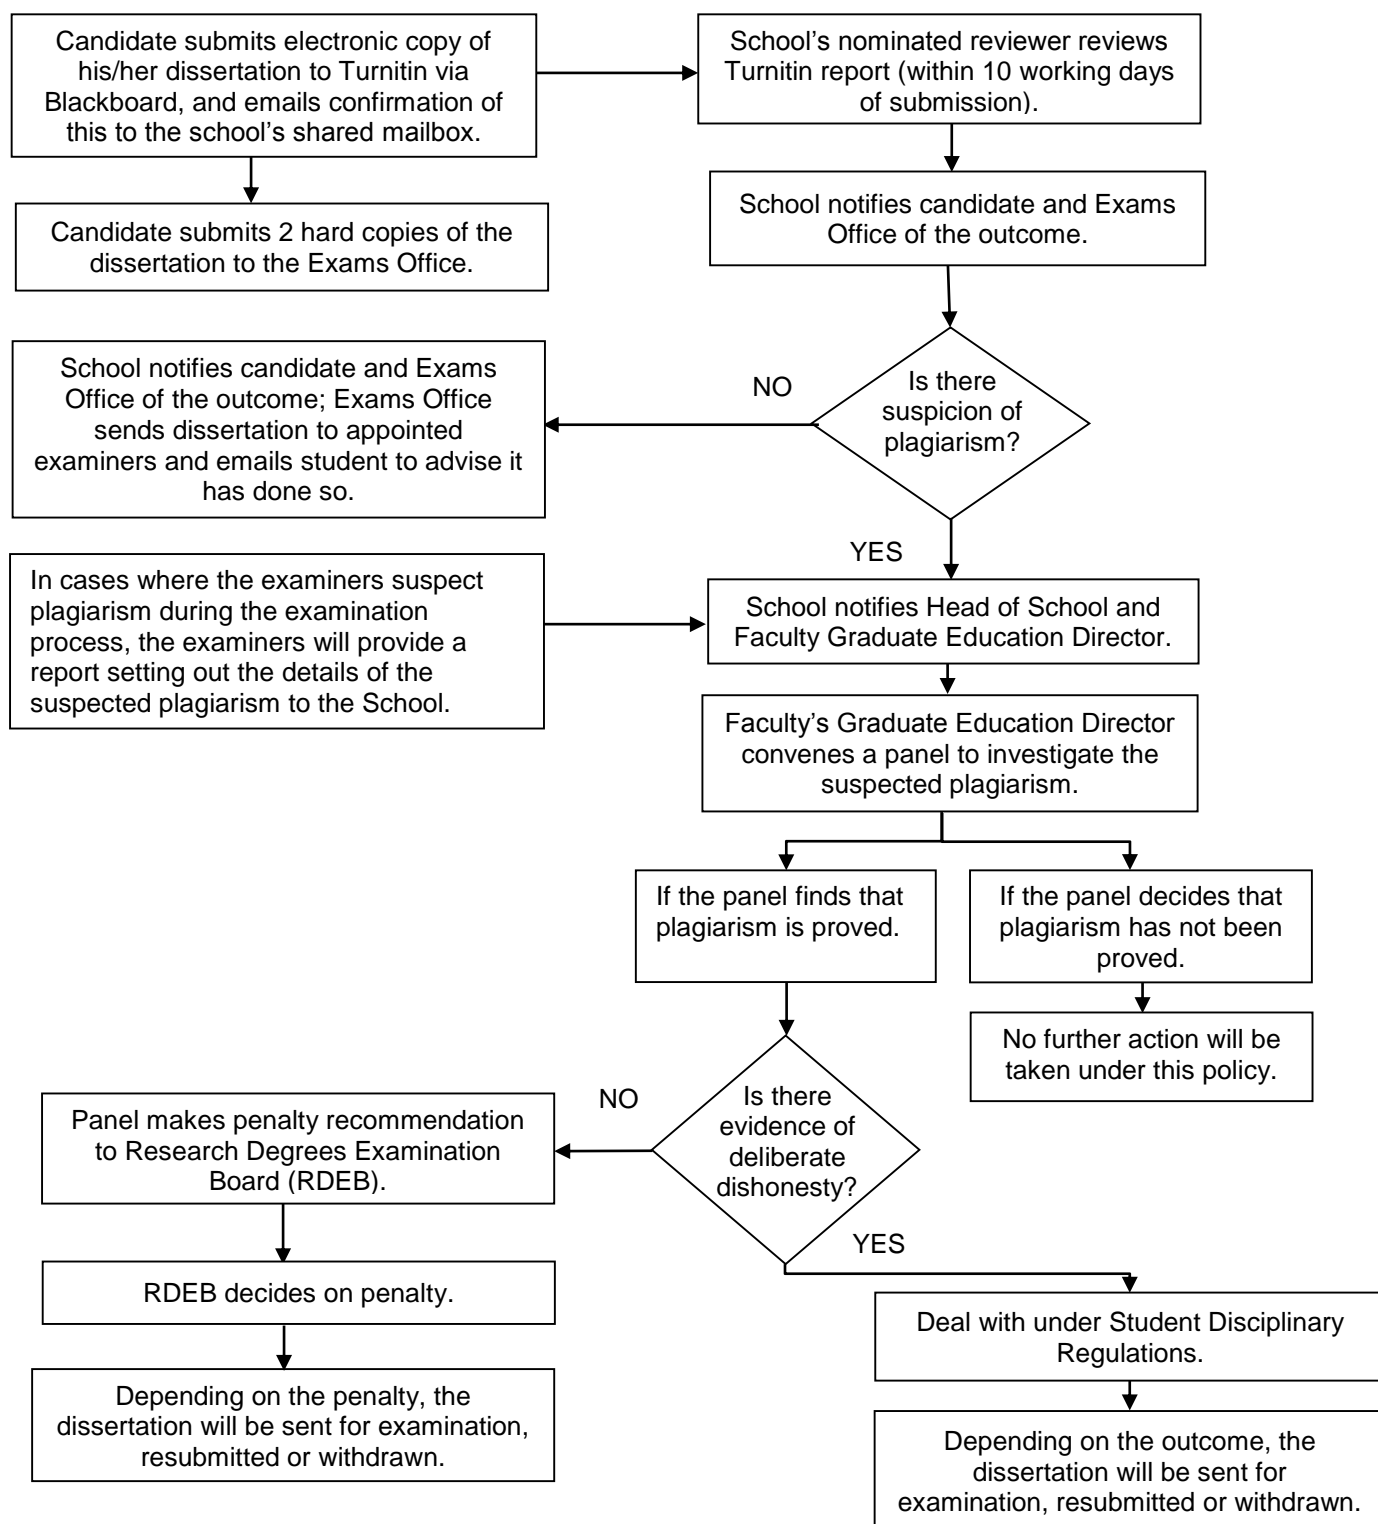 Candidate submits electronic copy of
his/her dissertation to Turnitin via
Blackboard, and emails confirmation of
this to the school’s shared mailbox.
School’s nominated reviewer reviews
Turnitin report (within 10 working days
of submission).
Candidate submits 2 hard copies of the
dissertation to the Exams Office.
School notifies candidate and Exams
Office of the outcome.
Is there
suspicion of
plagiarism?
NO
School notifies candidate and Exams
Office of the outcome; Exams Office
sends dissertation to appointed
examiners and emails student to advise it
has done so.
YES
In cases where the examiners suspect
plagiarism during the examination
process, the examiners will provide a
report setting out the details of the
suspected plagiarism to the School.
School notifies Head of School and
Faculty Graduate Education Director.
Faculty’s Graduate Education Director
convenes a panel to investigate the
suspected plagiarism.
If the panel finds that
plagiarism is proved.
If the panel decides that
plagiarism has not been
proved.
No further action will be
taken under this policy.
Is there
evidence of
deliberate
dishonesty?
NO
Panel makes penalty recommendation
to Research Degrees Examination
Board (RDEB).
RDEB decides on penalty.
Depending on the penalty, the
dissertation will be sent for examination,
resubmitted or withdrawn.
YES
Deal with under Student Disciplinary
Regulations.
Depending on the outcome, the
dissertation will be sent for
examination, resubmitted or withdrawn.